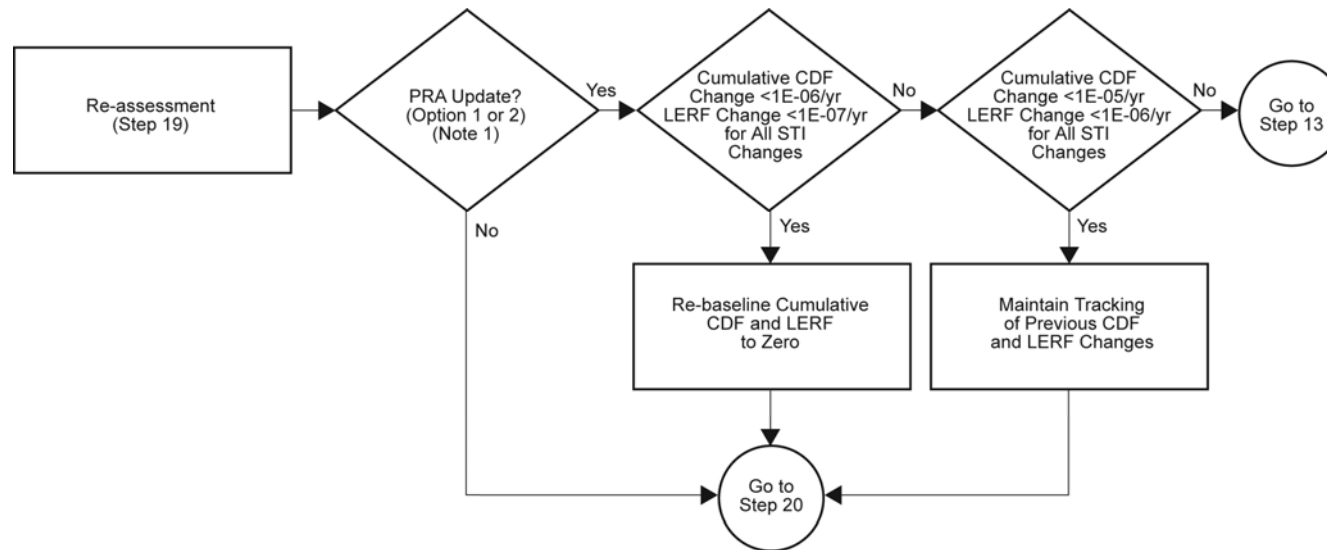 Re-assessment
(Step 19)
PRA Update?
(Option 1 or 2)
(Note 1)
Yes
No
Cumulative CDF
Change <1E-06/yr
LERF Change <1E-07/yr
for All STI
Changes
No
Yes
Cumulative CDF
Change <1E-05/yr
LERF Change <1E-06/yr
for All STI
Changes
No
Yes
Go to
Step 13
Re-baseline Cumulative
CDF and LERF
to Zero
Maintain Tracking
of Previous CDF
and LERF Changes
Go to
Step 20